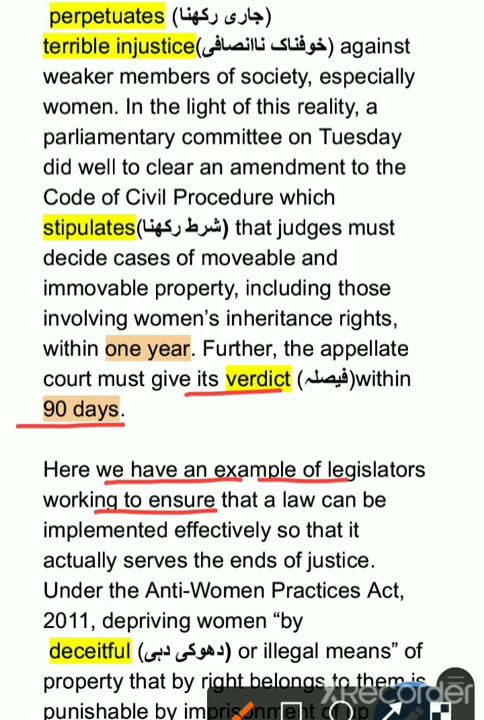 perpetuates (جاری رکھنا)
terrible injustice(خوفناک ناانصافی) against
weaker members of society, especially
women. In the light of this reality, a
parliamentary committee on Tuesday
did well to clear an amendment to the
Code of Civil Procedure which
stipulates(شرط رکھنا) that judges must
decide cases of moveable and
immovable property, including those
involving women's inheritance rights,
within one year. Further, the appellate
court must give its verdict (فیصلہ)within
90 days.
Here we have an example of legislators
working to ensure that a law can be
implemented effectively so that it
actually serves the ends of justice.
Under the Anti-Women Practices Act,
2011, depriving women “by
deceitful (دھوکی دہی) or illegal means” of
property that by right belongs to them is
punishable by imprisonment of up
XRecorder